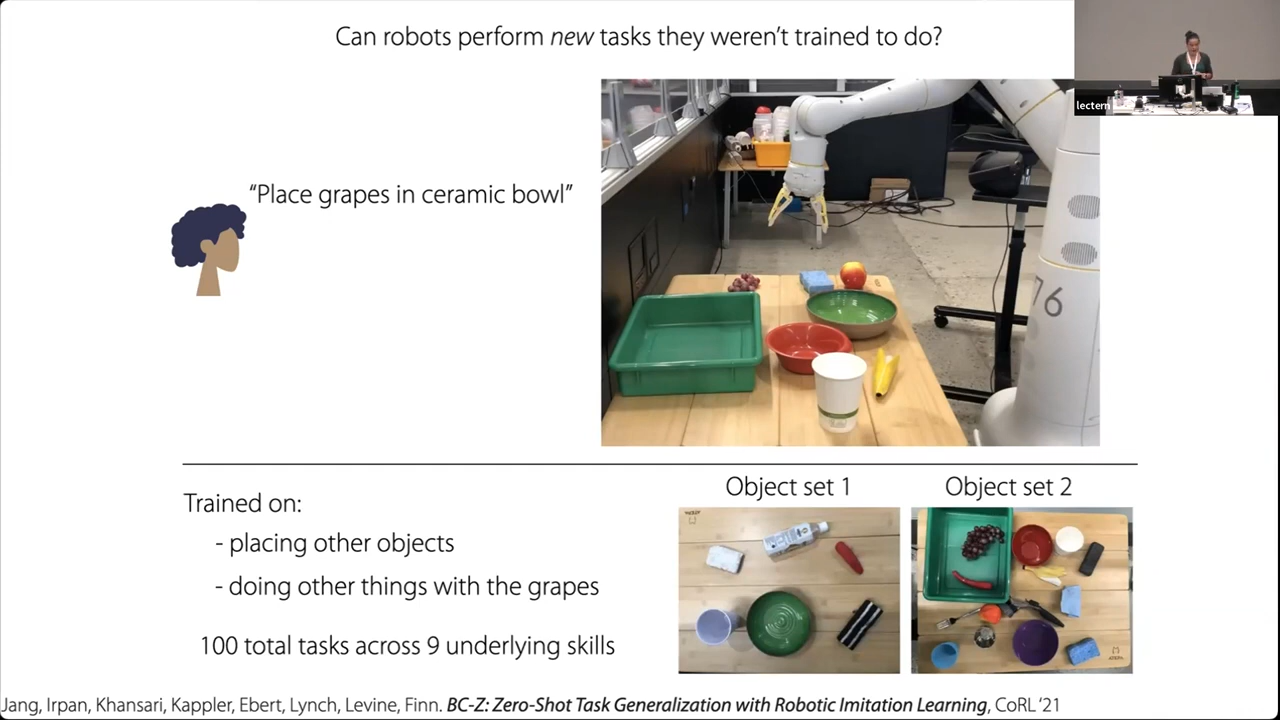 Can robots perform new tasks they weren't trained to do?
lectern
“Place grapes in ceramic bowl”
76
Trained on:
- placing other objects
- doing other things with the grapes
100 total tasks across 9 underlying skills
Object set 1
Object set 2
Jang, Irpan, Khansari, Kappler, Ebert, Lynch, Levine, Finn. BC-Z: Zero-Shot Task Generalization with Robotic Imitation Learning, CoRL ‘21